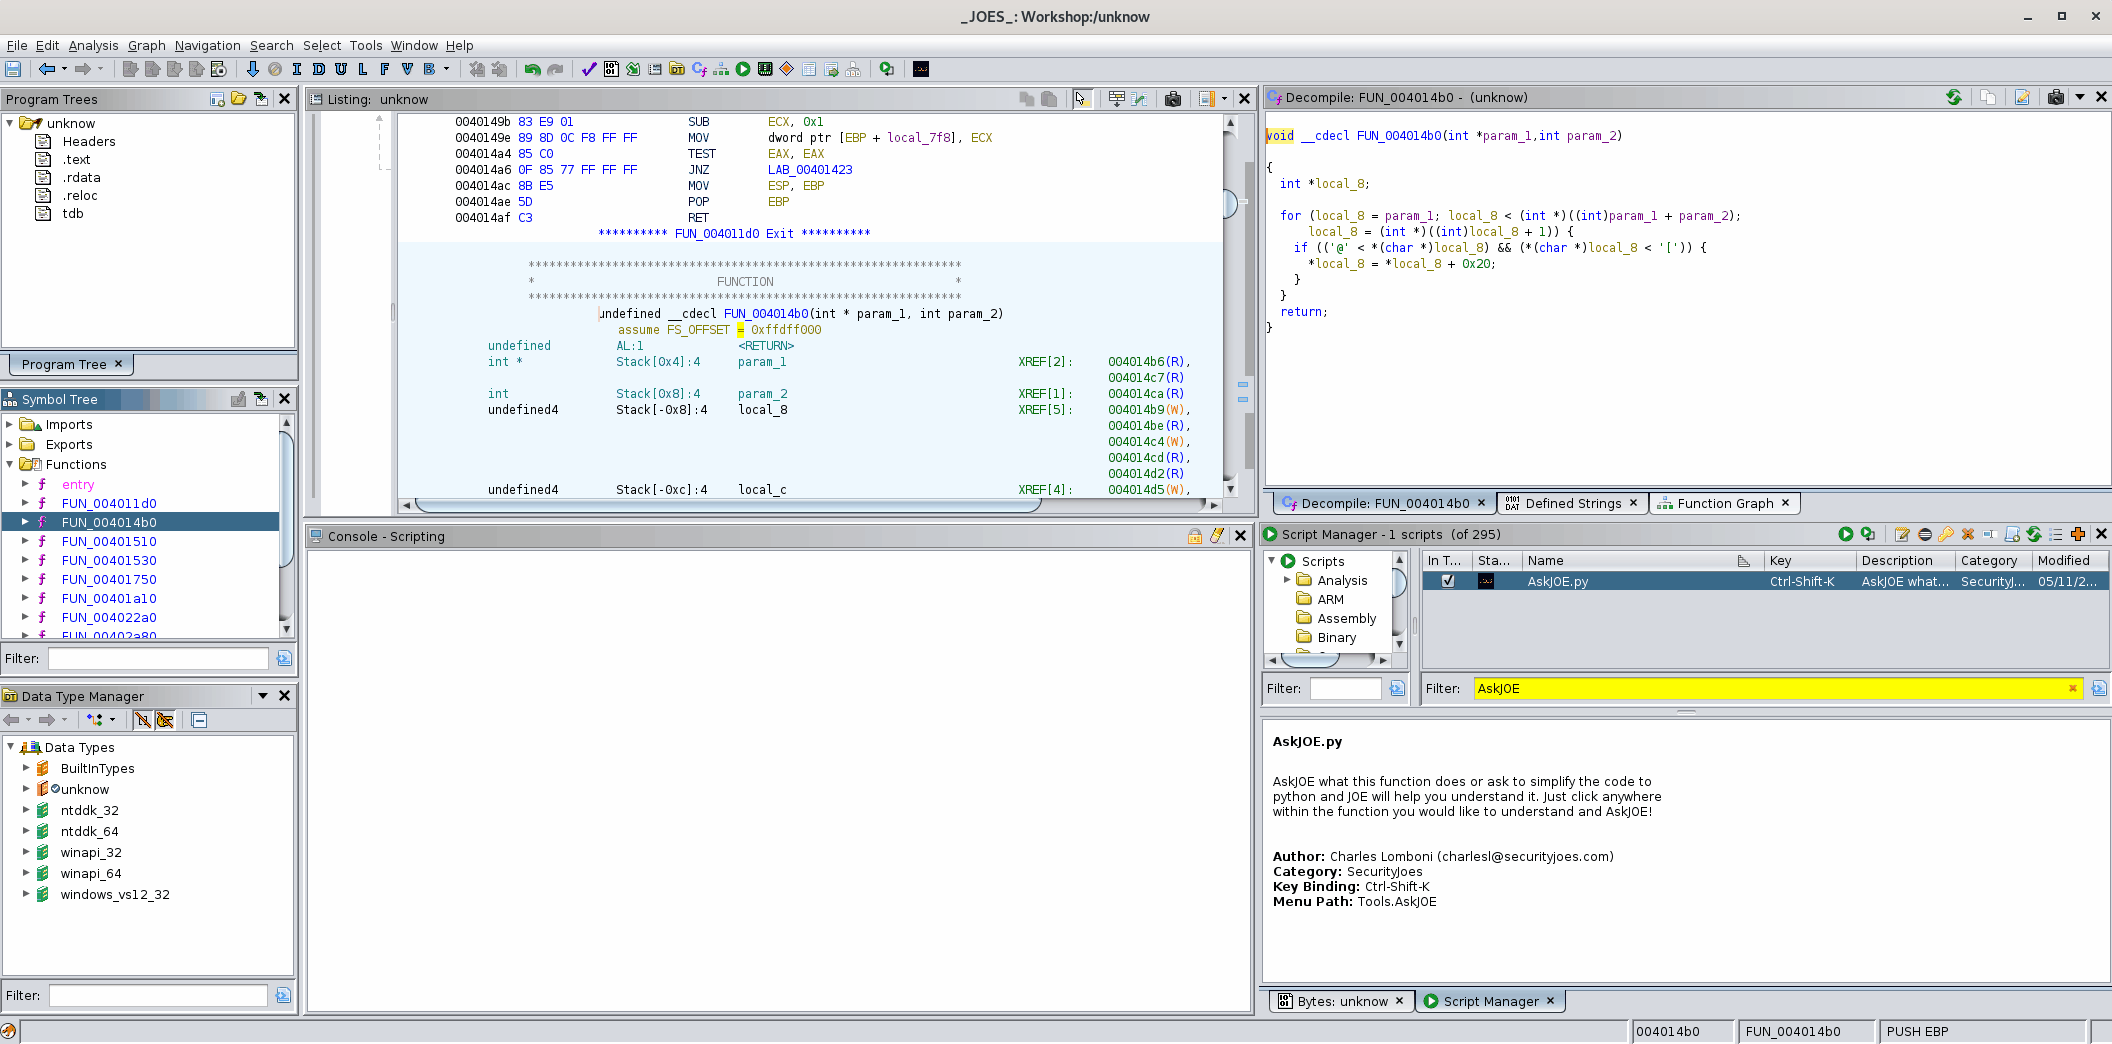 _JOES_: Workshop:/unknow
File Edit Analysis Graph Navigation Search Select Tools Window Help
I D U L F V B
Program Trees
unknow
Headers
.text
.rdata
.reloc
tdb
Program Tree
Symbol Tree
Imports
Exports
Functions
f entry
f FUN_004011d0
f FUN_004014b0
f FUN_00401510
f FUN_00401530
f FUN_00401750
f FUN_00401a10
f FUN_004022a0
f FUN_00402a80
Filter:
Data Type Manager
Data Types
BuiltInTypes
unknow
ntddk_32
ntddk_64
winapi_32
winapi_64
windows_vs12_32
Filter:
Listing: unknow
0040149b 83 E9 01 SUB ECX, 0x1
0040149e 89 8D 0C F8 FF FF MOV dword ptr [EBP + local_7f8], ECX
004014a4 85 C0 TEST EAX, EAX
004014a6 0F 85 77 FF FF FF JNZ LAB_00401423
004014ac 8B E5 MOV ESP, EBP
004014ae 5D POP EBP
004014af C3 RET
********** FUN_004011d0 Exit **********
**************************************************************
* FUNCTION *
**************************************************************
undefined __cdecl FUN_004014b0(int * param_1, int param_2)
assume FS_OFFSET = 0xffdff000
undefined AL:1 <RETURN>
int * Stack[0x4]:4 param_1 XREF[2]: 004014b6(R),
004014c7(R)
int Stack[0x8]:4 param_2 XREF[1]: 004014ca(R)
undefined4 Stack[-0x8]:4 local_8 XREF[5]: 004014b9(W),
004014be(R),
004014c4(W),
004014cd(R),
004014d2(R)
undefined4 Stack[-0xc]:4 local_c XREF[4]: 004014d5(W),
Console - Scripting
Decompile: FUN_004014b0 - (unknow)
void __cdecl FUN_004014b0(int *param_1,int param_2)
{
int *local_8;
for (local_8 = param_1; local_8 < (int *)((int)param_1 + param_2);
local_8 = (int *)((int)local_8 + 1)) {
if (('@' < *(char *)local_8) && (*(char *)local_8 < '[')) {
*local_8 = *local_8 + 0x20;
}
}
return;
}
Decompile: FUN_004014b0 Defined Strings Function Graph
Script Manager - 1 scripts (of 295)
Scripts
Analysis
ARM
Assembly
Binary
Filter:
In T... Sta... Name Key Description Category Modified
AskJOE.py Ctrl-Shift-K AskJOE what... SecurityJ... 05/11/2...
Filter: AskJOE
AskJOE.py
AskJOE what this function does or ask to simplify the code to
python and JOE will help you understand it. Just click anywhere
within the function you would like to understand and AskJOE!
Author: Charles Lomboni (charlesl@securityjoes.com)
Category: SecurityJoes
Key Binding: Ctrl-Shift-K
Menu Path: Tools.AskJOE
Bytes: unknow Script Manager
004014b0 FUN_004014b0 PUSH EBP